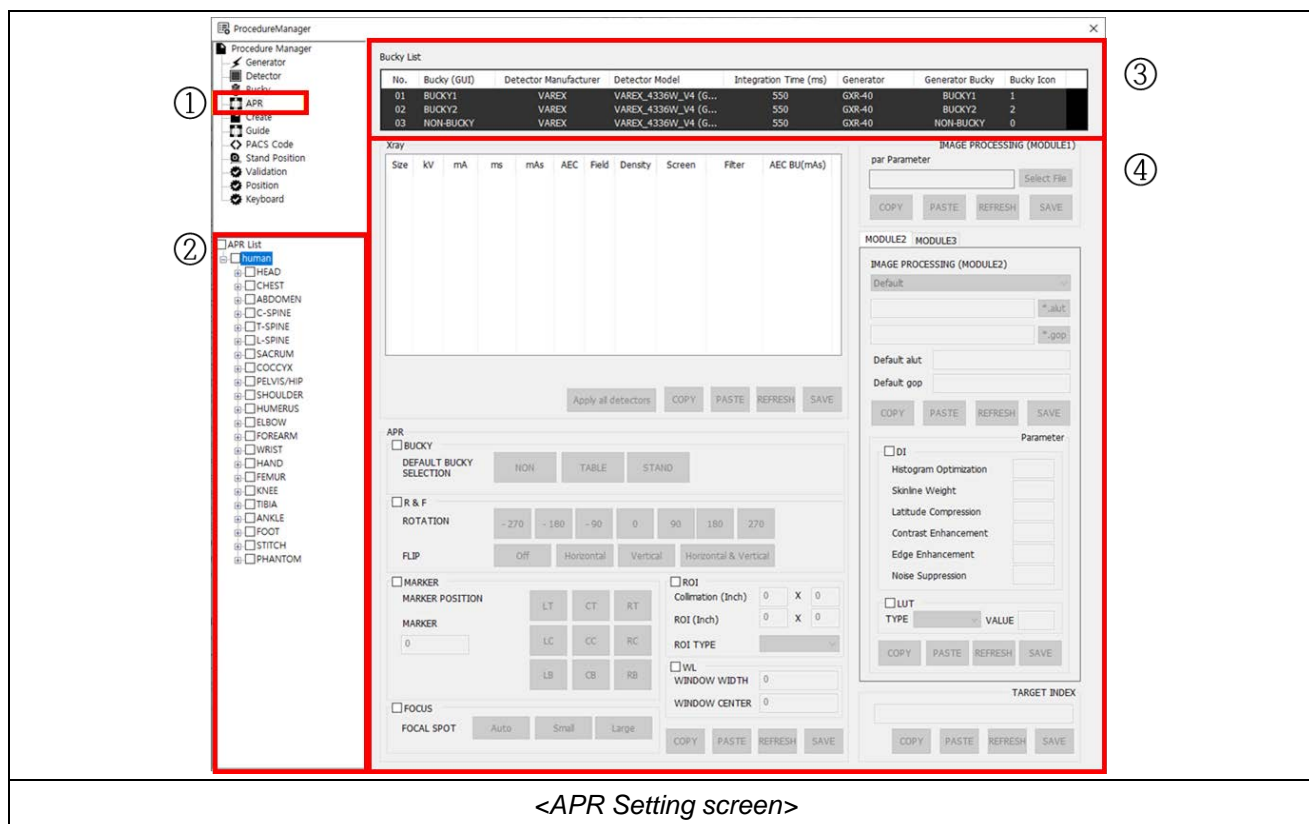 ProcedureManager
Procedure Manager
Generator
Detector
Bucky
① APR
Create
Guide
PACS Code
Stand Position
Validation
Position
Keyboard
②
APR List
human
HEAD
CHEST
ABDOMEN
C-SPINE
T-SPINE
L-SPINE
SACRUM
COCCYX
PELVIS/HIP
SHOULDER
HUMERUS
ELBOW
FOREARM
WRIST
HAND
FEMUR
KNEE
TIBIA
ANKLE
FOOT
STITCH
PHANTOM
③
Bucky List
No. Bucky (GUI) Detector Manufacturer Detector Model Integration Time (ms) Generator Generator Bucky Bucky Icon
01 BUCKY1 VAREX VAREX_4336W_V4 (G... 550 GXR-40 BUCKY1 1
02 BUCKY2 VAREX VAREX_4336W_V4 (G... 550 GXR-40 BUCKY2 2
03 NON-BUCKY VAREX VAREX_4336W_V4 (G... 550 GXR-40 NON-BUCKY 0
④
Xray
Size kV mA ms mAs AEC Field Density Screen Filter AEC BU(mAs)
Apply all detectors COPY PASTE REFRESH SAVE
APR
BUCKY
DEFAULT BUCKY
SELECTION
NON TABLE STAND
R & F
ROTATION - 270 - 180 - 90 0 90 180 270
FLIP Off Horizontal Vertical Horizontal & Vertical
MARKER
MARKER POSITION
MARKER
0
LT CT RT
LC CC RC
LB CB RB
FOCUS
FOCAL SPOT Auto Small Large
ROI
Collimation (Inch) 0 X 0
ROI (Inch) 0 X 0
ROI TYPE
WL
WINDOW WIDTH 0
WINDOW CENTER 0
COPY PASTE REFRESH SAVE
IMAGE PROCESSING (MODULE1)
par Parameter
Select File
COPY PASTE REFRESH SAVE
MODULE2 MODULE3
IMAGE PROCESSING (MODULE2)
Default
*.alut
*.gop
Default alut
Default gop
COPY PASTE REFRESH SAVE
Parameter
DI
Histogram Optimization
Skinline Weight
Latitude Compression
Contrast Enhancement
Edge Enhancement
Noise Suppression
LUT
TYPE VALUE
COPY PASTE REFRESH SAVE
TARGET INDEX
COPY PASTE REFRESH SAVE
<APR Setting screen>